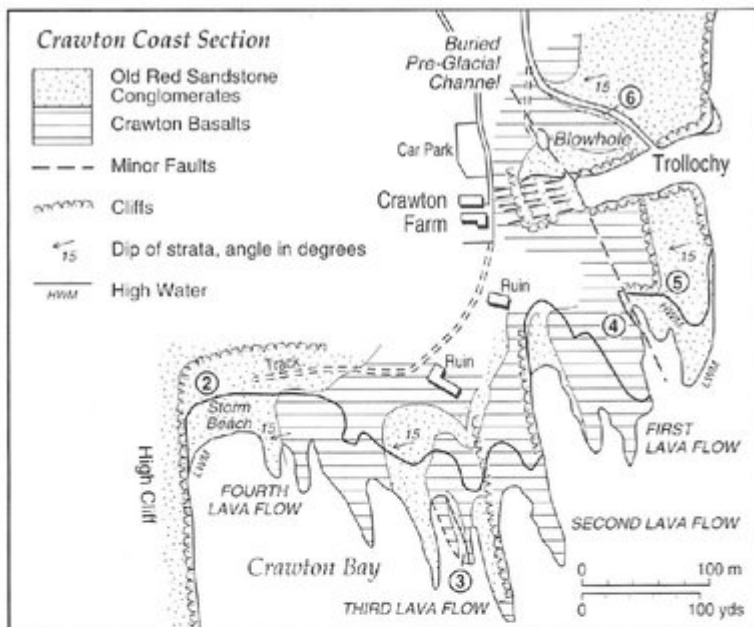 Crawton Coast Section
Old Red Sandstone
Conglomerates
Crawton Basalts
Minor Faults
Cliffs
15
Dip of strata, angle in degrees
HWM
High Water
Buried
Pre-Glacial
Channel
15
6
Blowhole
Car Park
Trollochy
Crawton
Farm
15
5
Ruin
HWM
4
LWM
Track
Ruin
2
Storm
Beach
15
15
LWM
High Cliff
FIRST
LAVA FLOW
FOURTH
LAVA FLOW
SECOND LAVA FLOW
Crawton Bay
3
THIRD LAVA FLOW
0 100 m
0 100 yds